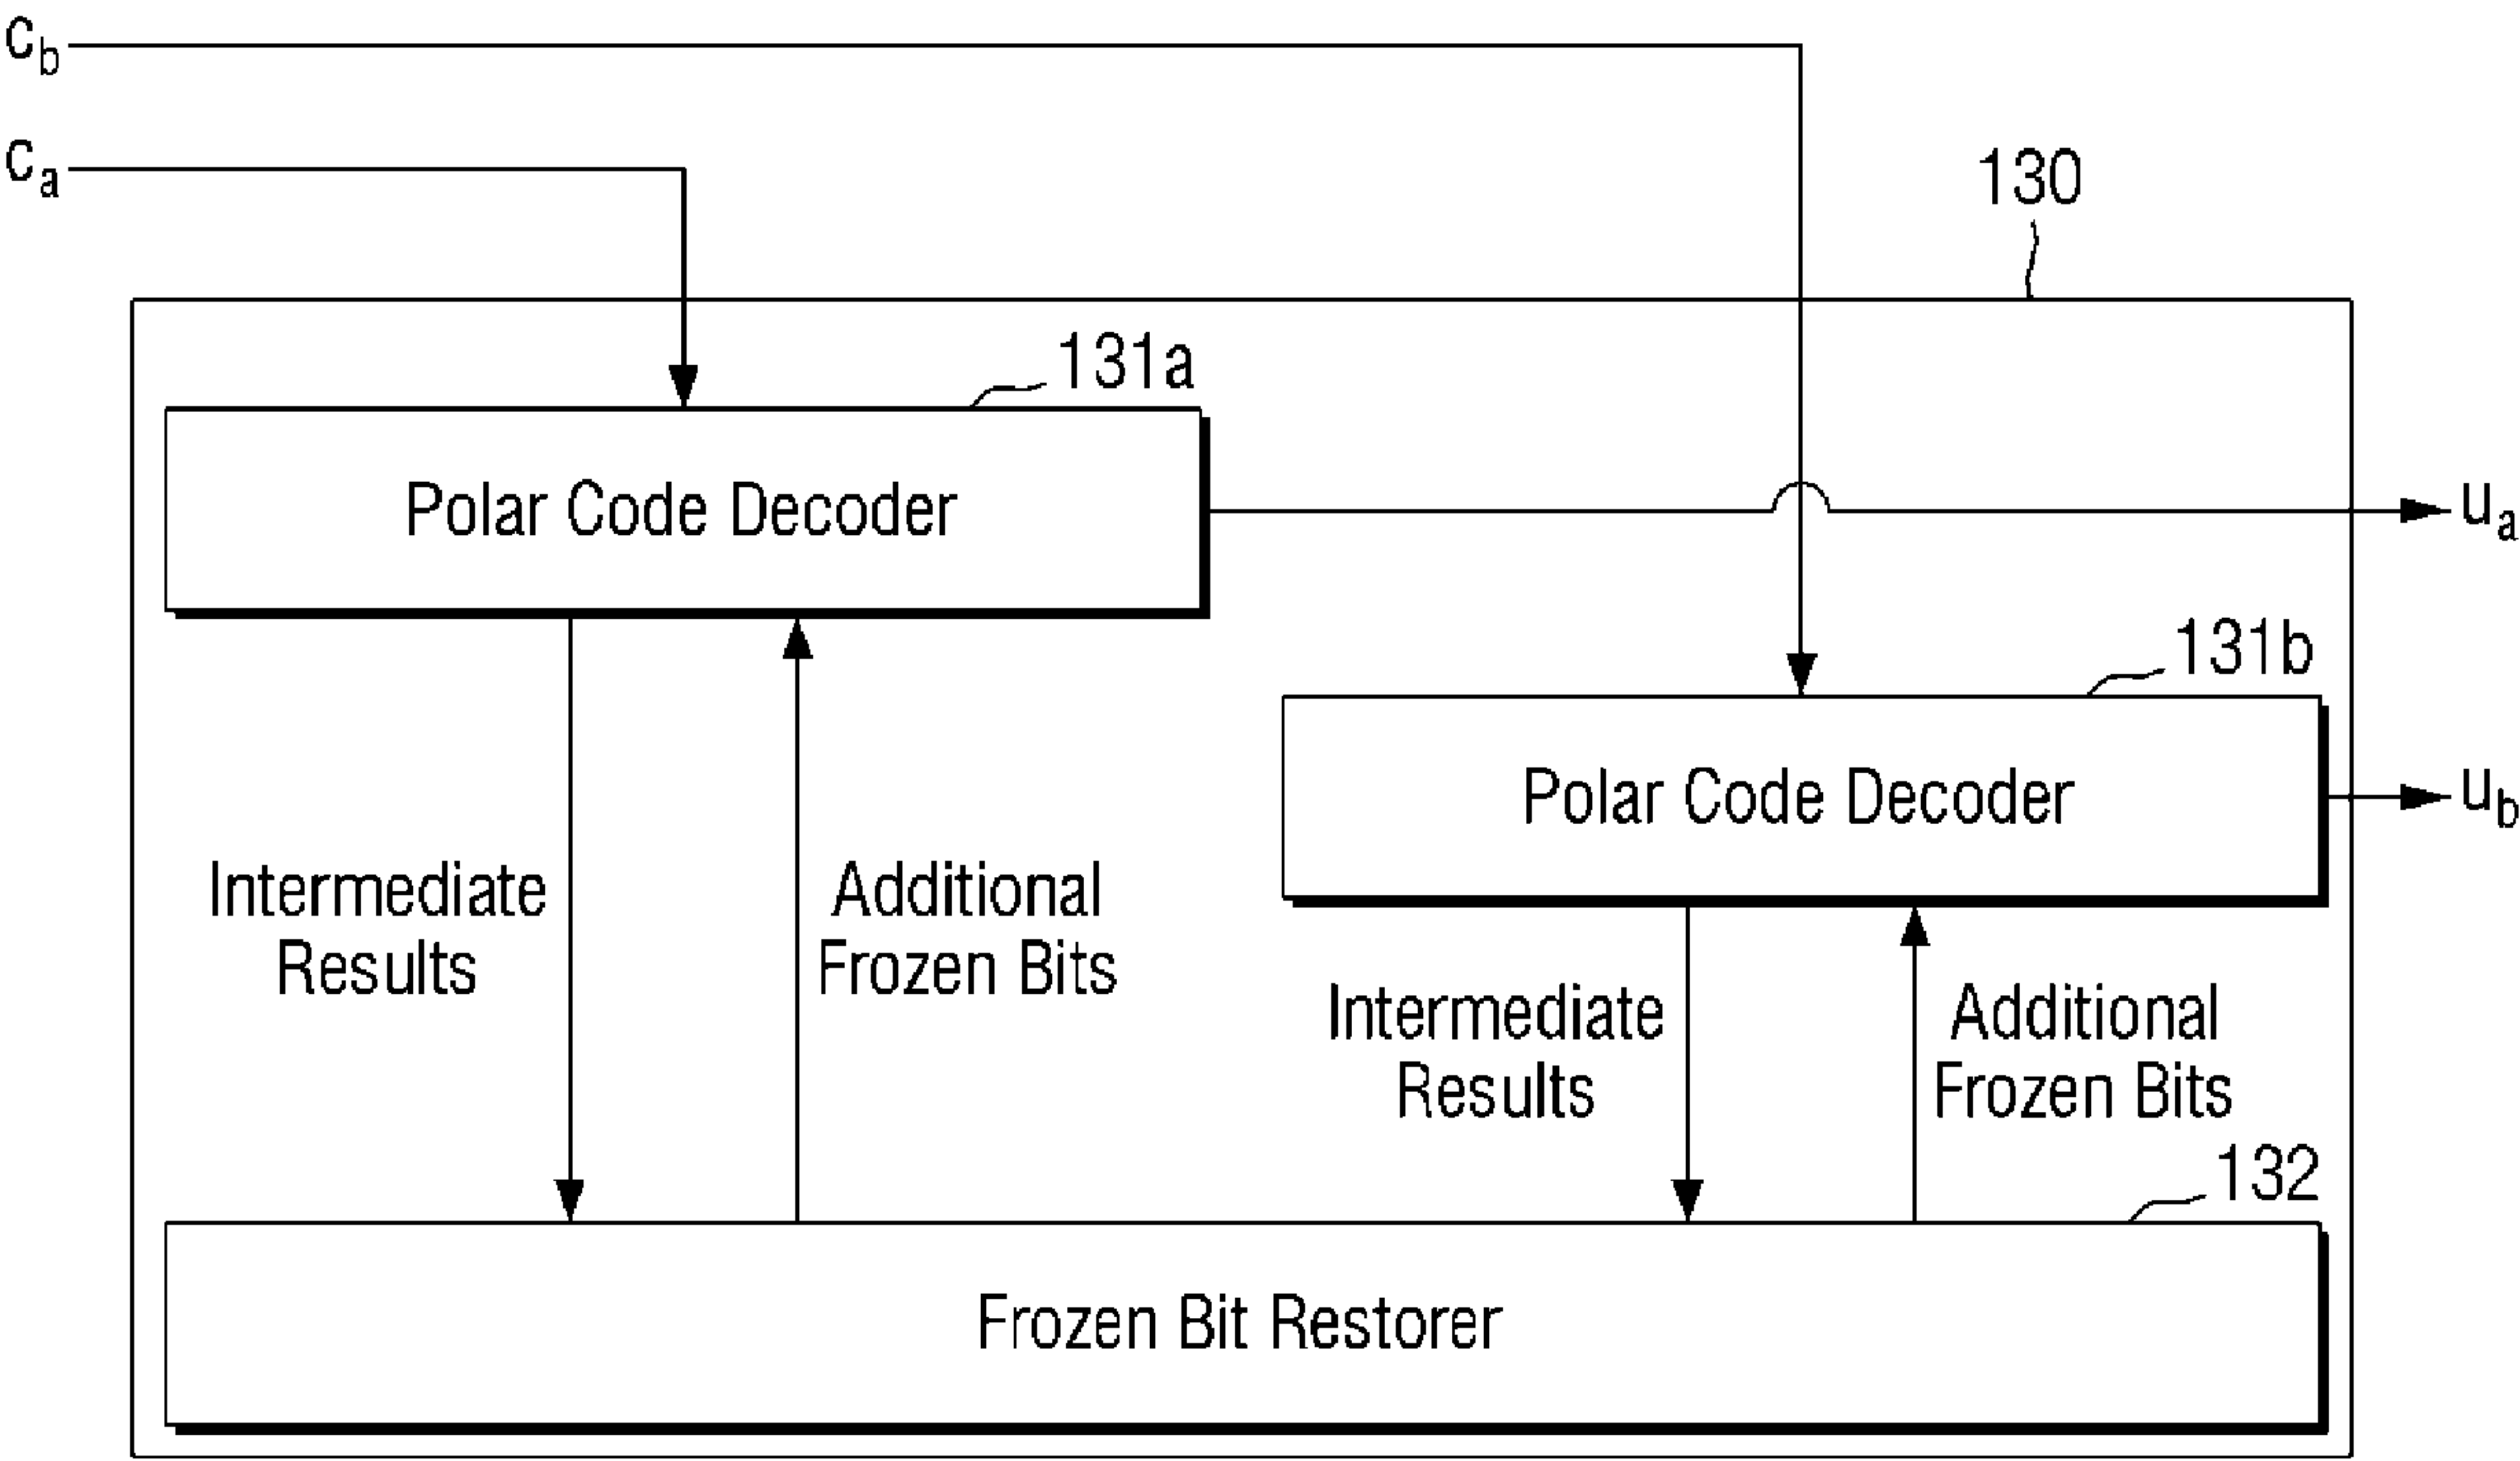 c_b
c_a
130
131a
Polar Code Decoder
u_a
131b
Polar Code Decoder
u_b
Intermediate
Results
Additional
Frozen Bits
Intermediate
Results
Additional
Frozen Bits
132
Frozen Bit Restorer